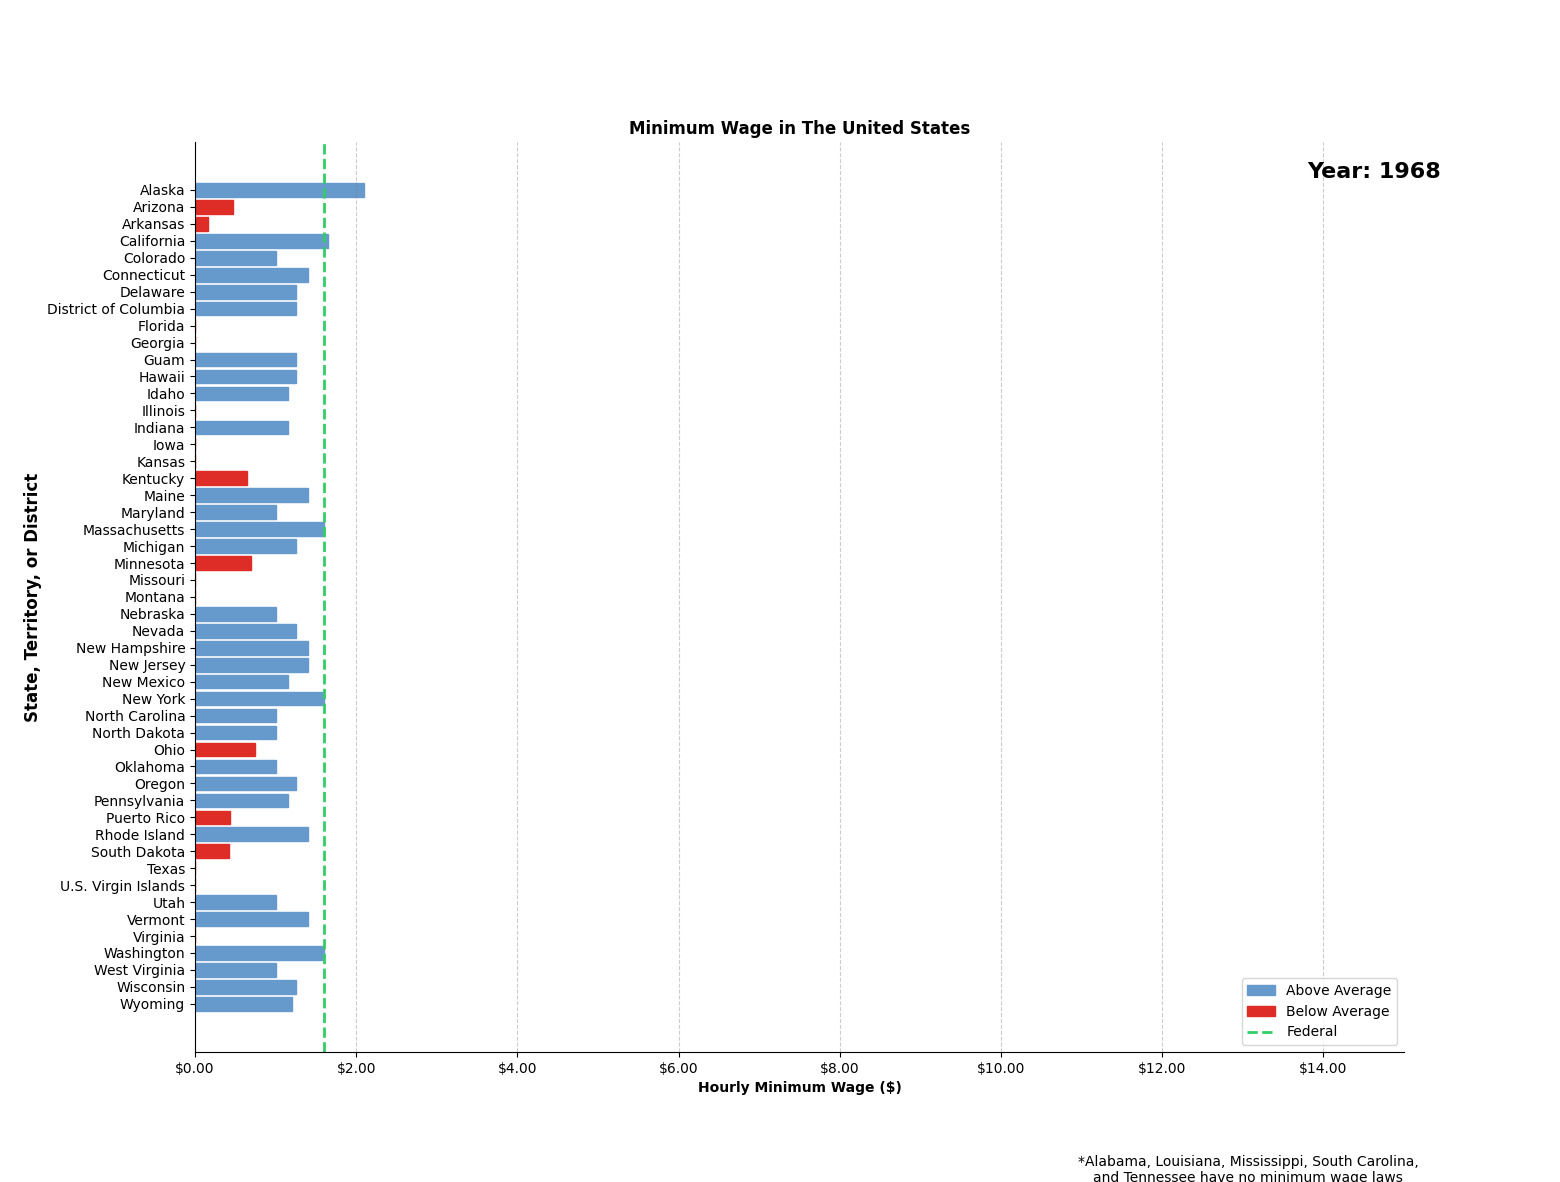 Minimum Wage in The United States
Year: 1968
State, Territory, or District
Alaska
Arizona
Arkansas
California
Colorado
Connecticut
Delaware
District of Columbia
Florida
Georgia
Guam
Hawaii
Idaho
Illinois
Indiana
Iowa
Kansas
Kentucky
Maine
Maryland
Massachusetts
Michigan
Minnesota
Missouri
Montana
Nebraska
Nevada
New Hampshire
New Jersey
New Mexico
New York
North Carolina
North Dakota
Ohio
Oklahoma
Oregon
Pennsylvania
Puerto Rico
Rhode Island
South Dakota
Texas
U.S. Virgin Islands
Utah
Vermont
Virginia
Washington
West Virginia
Wisconsin
Wyoming
Above Average
Below Average
Federal
$0.00 $2.00 $4.00 $6.00 $8.00 $10.00 $12.00 $14.00
Hourly Minimum Wage ($)
*Alabama, Louisiana, Mississippi, South Carolina,
and Tennessee have no minimum wage laws